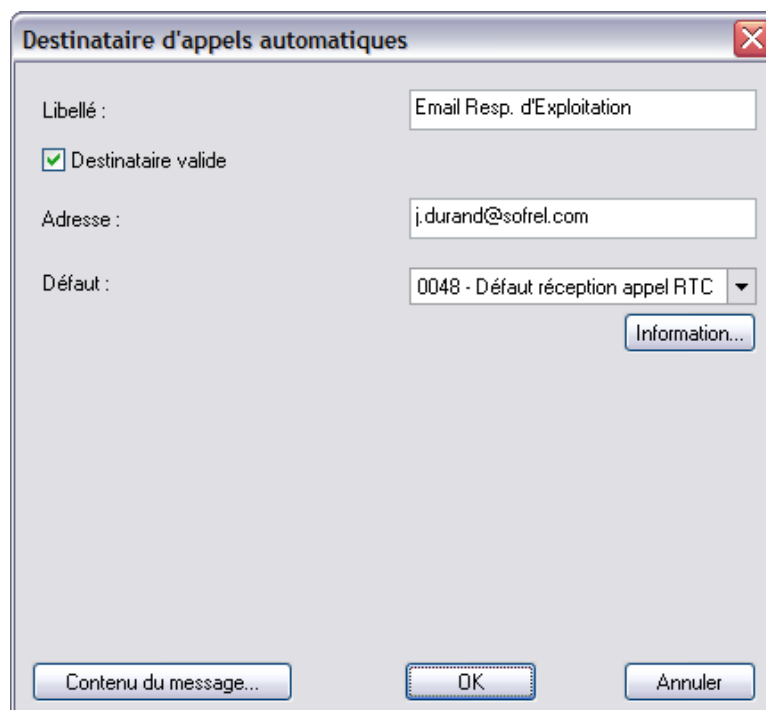 Destinataire d'appels automatiques
Libellé :
Email Resp. d'Exploitation
Destinataire valide
Adresse :
j.durand@sofrel.com
Défaut :
0048 - Défaut réception appel RTC
Information...
Contenu du message...
OK
Annuler